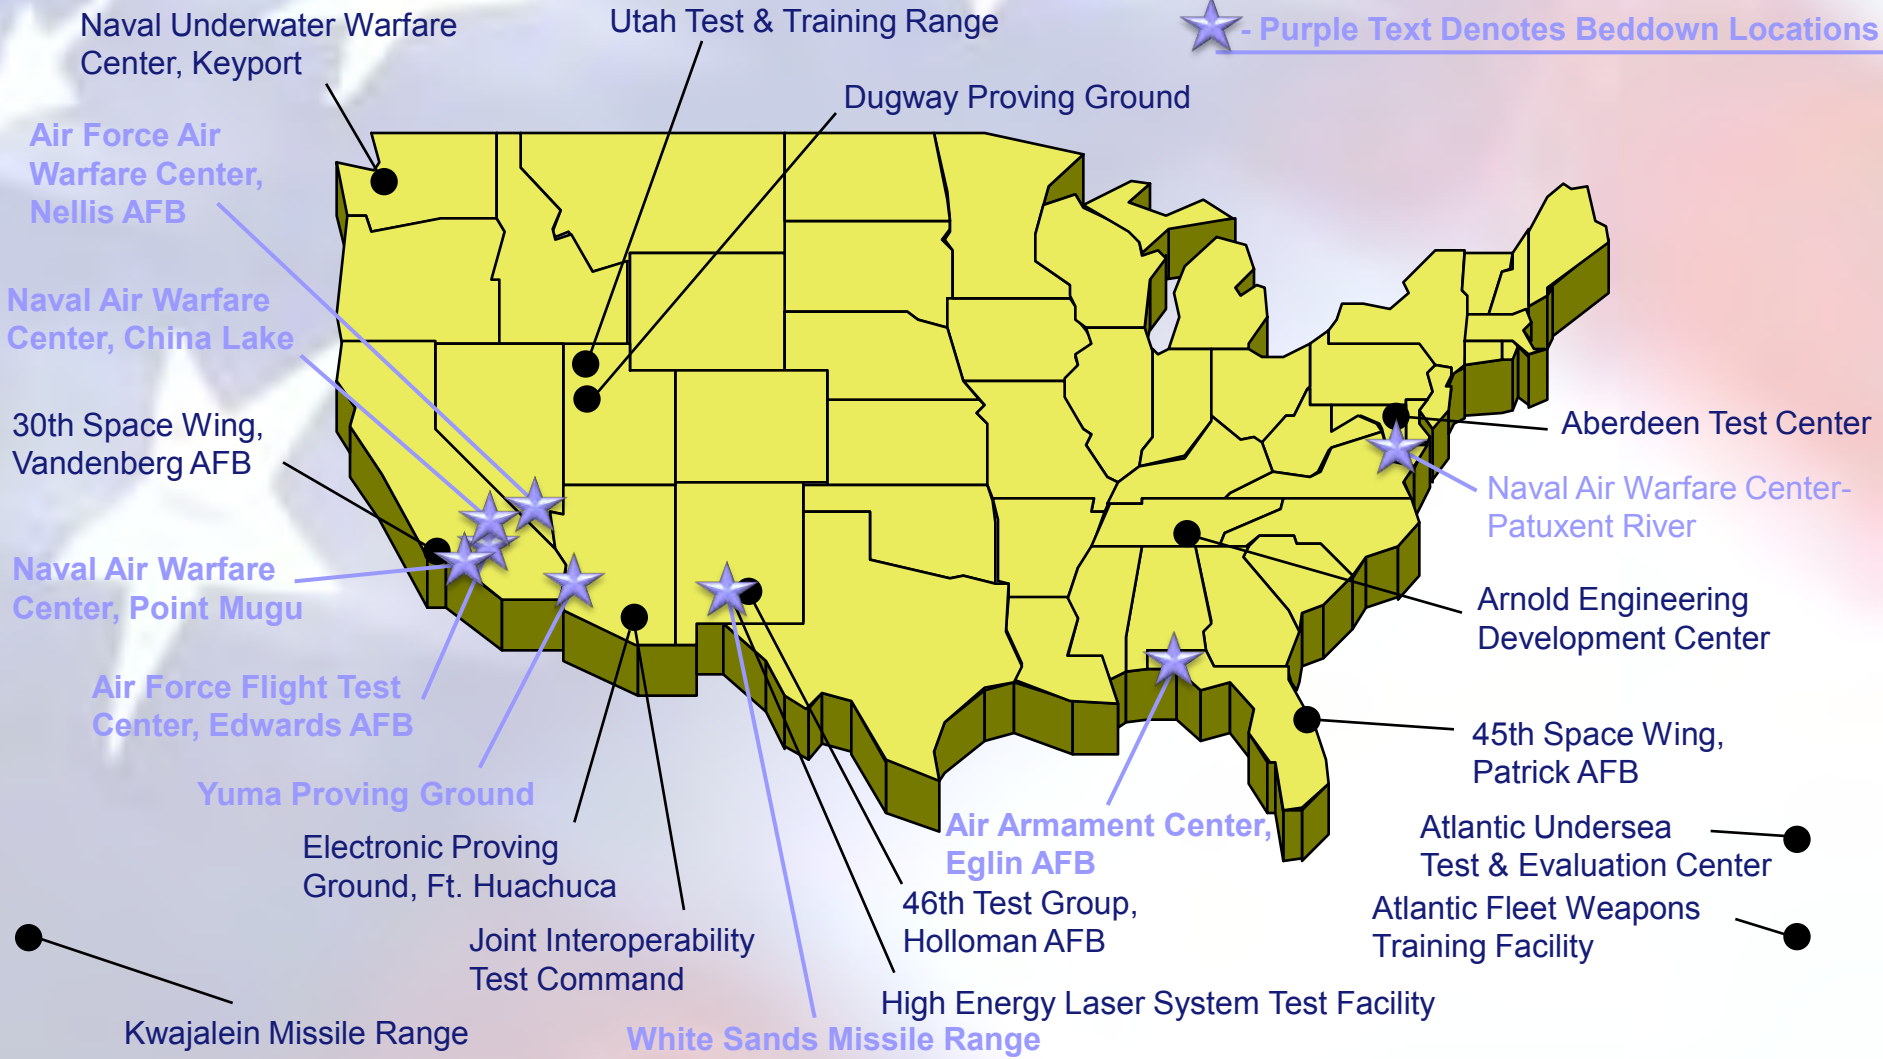 Naval Underwater Warfare
Center, Keyport
Utah Test & Training Range
- Purple Text Denotes Beddown Locations
Dugway Proving Ground
Air Force Air
Warfare Center,
Nellis AFB
Naval Air Warfare
Center, China Lake
30th Space Wing,
Vandenberg AFB
Aberdeen Test Center
Naval Air Warfare Center-
Patuxent River
Naval Air Warfare
Center, Point Mugu
Arnold Engineering
Development Center
Air Force Flight Test
Center, Edwards AFB
45th Space Wing,
Patrick AFB
Yuma Proving Ground
Air Armament Center,
Eglin AFB
Atlantic Undersea
Test & Evaluation Center
Electronic Proving
Ground, Ft. Huachuca
46th Test Group,
Holloman AFB
Atlantic Fleet Weapons
Training Facility
Joint Interoperability
Test Command
High Energy Laser System Test Facility
Kwajalein Missile Range
White Sands Missile Range